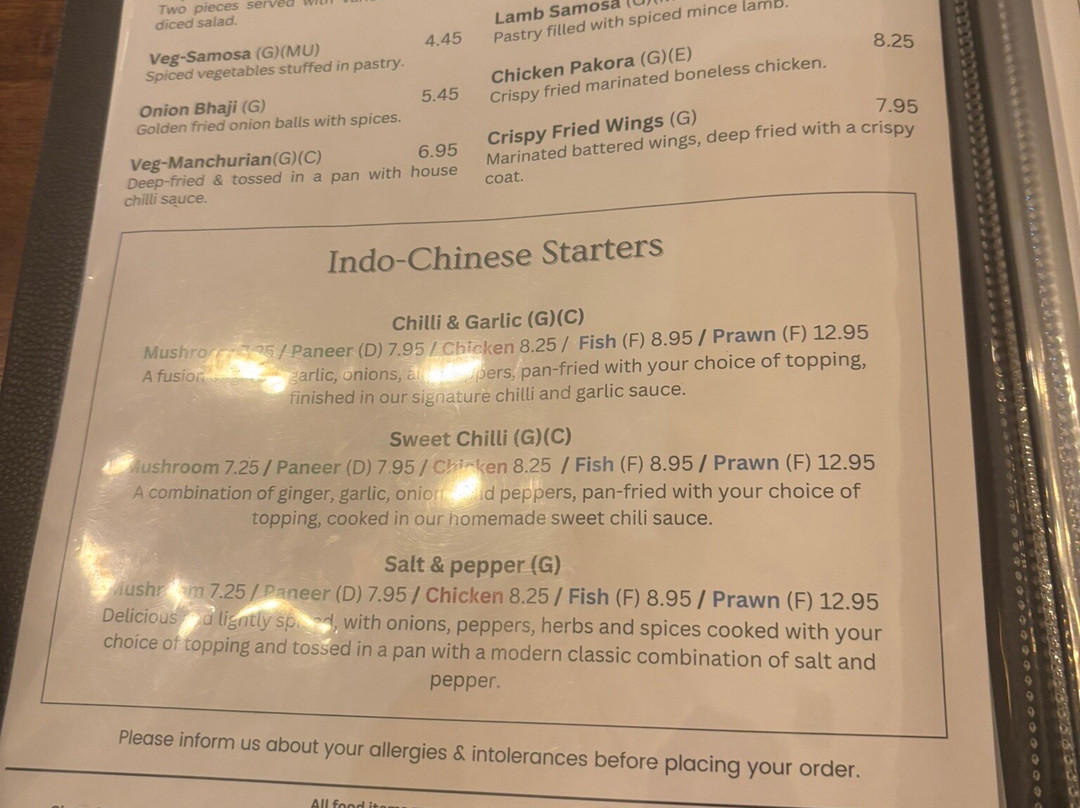 Two pieces served with
diced salad.
Veg-Samosa (G)(MU) 4.45
Spiced vegetables stuffed in pastry.
Onion Bhaji (G) 5.45
Golden fried onion balls with spices.
Veg-Manchurian(G)(C) 6.95
Deep-fried & tossed in a pan with house
chilli sauce.
Lamb Samosa
Pastry filled with spiced mince lamb.
Chicken Pakora (G)(E) 8.25
Crispy fried marinated boneless chicken.
Crispy Fried Wings (G) 7.95
Marinated battered wings, deep fried with a crispy
coat.
Indo-Chinese Starters
Chilli & Garlic (G)(C)
/ Paneer (D) 7.95 / Chicken 8.25 / Fish (F) 8.95 / Prawn (F) 12.95
A fusion garlic, onions, pan-fried with your choice of topping,
finished in our signature chilli and garlic sauce.
Sweet Chilli (G)(C)
Mushroom 7.25 / Paneer (D) 7.95 / Chicken 8.25 / Fish (F) 8.95 / Prawn (F) 12.95
A combination of ginger, garlic, onion peppers, pan-fried with your choice of
topping, cooked in our homemade sweet chili sauce.
Salt & pepper (G)
Mushroom 7.25 / Paneer (D) 7.95 / Chicken 8.25 / Fish (F) 8.95 / Prawn (F) 12.95
Delicious lightly with onions, peppers, herbs and spices cooked with your
choice of topping and tossed in a pan with a modern classic combination of salt and
pepper.
Please inform us about your allergies & intolerances before placing your order.
All food